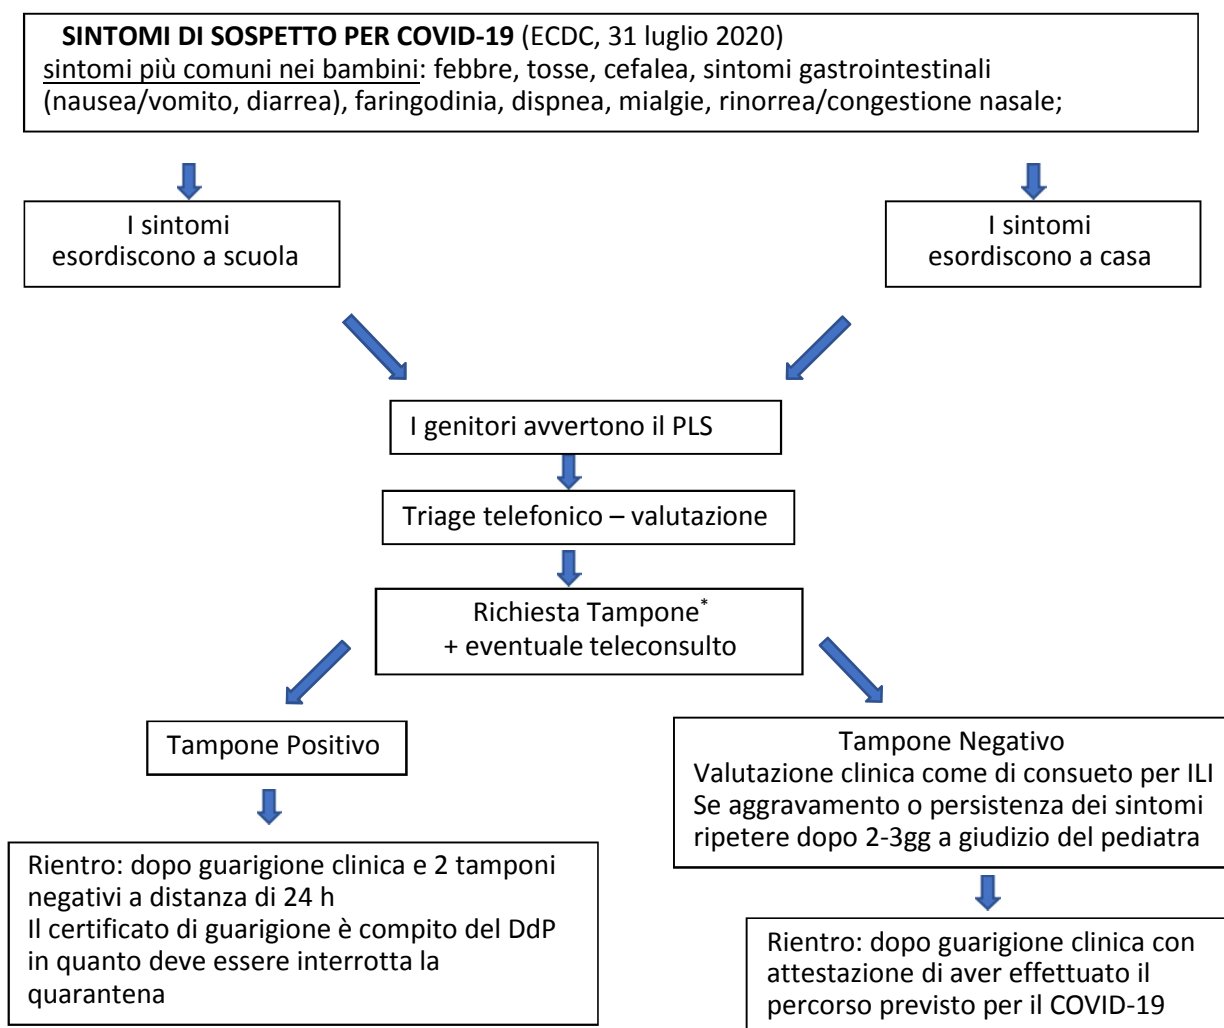 SINTOMI DI SOSPETTO PER COVID-19 (ECDC, 31 luglio 2020)
sintomi più comuni nei bambini: febbre, tosse, cefalea, sintomi gastrointestinali
(nausea/vomito, diarrea), faringodinia, dispnea, mialgie, rinorrea/congestione nasale;
I sintomi
esordiscono a scuola
I sintomi
esordiscono a casa
I genitori avvertono il PLS
Triage telefonico – valutazione
Richiesta Tampone*
+ eventuale teleconsulto
Tampone Positivo
Rientro: dopo guarigione clinica e 2 tamponi
negativi a distanza di 24 h
Il certificato di guarigione è compito del DdP
in quanto deve essere interrotta la
quarantena
Tampone Negativo
Valutazione clinica come di consueto per ILI
Se aggravamento o persistenza dei sintomi
ripetere dopo 2-3gg a giudizio del pediatra
Rientro: dopo guarigione clinica con
attestazione di aver effettuato il
percorso previsto per il COVID-19